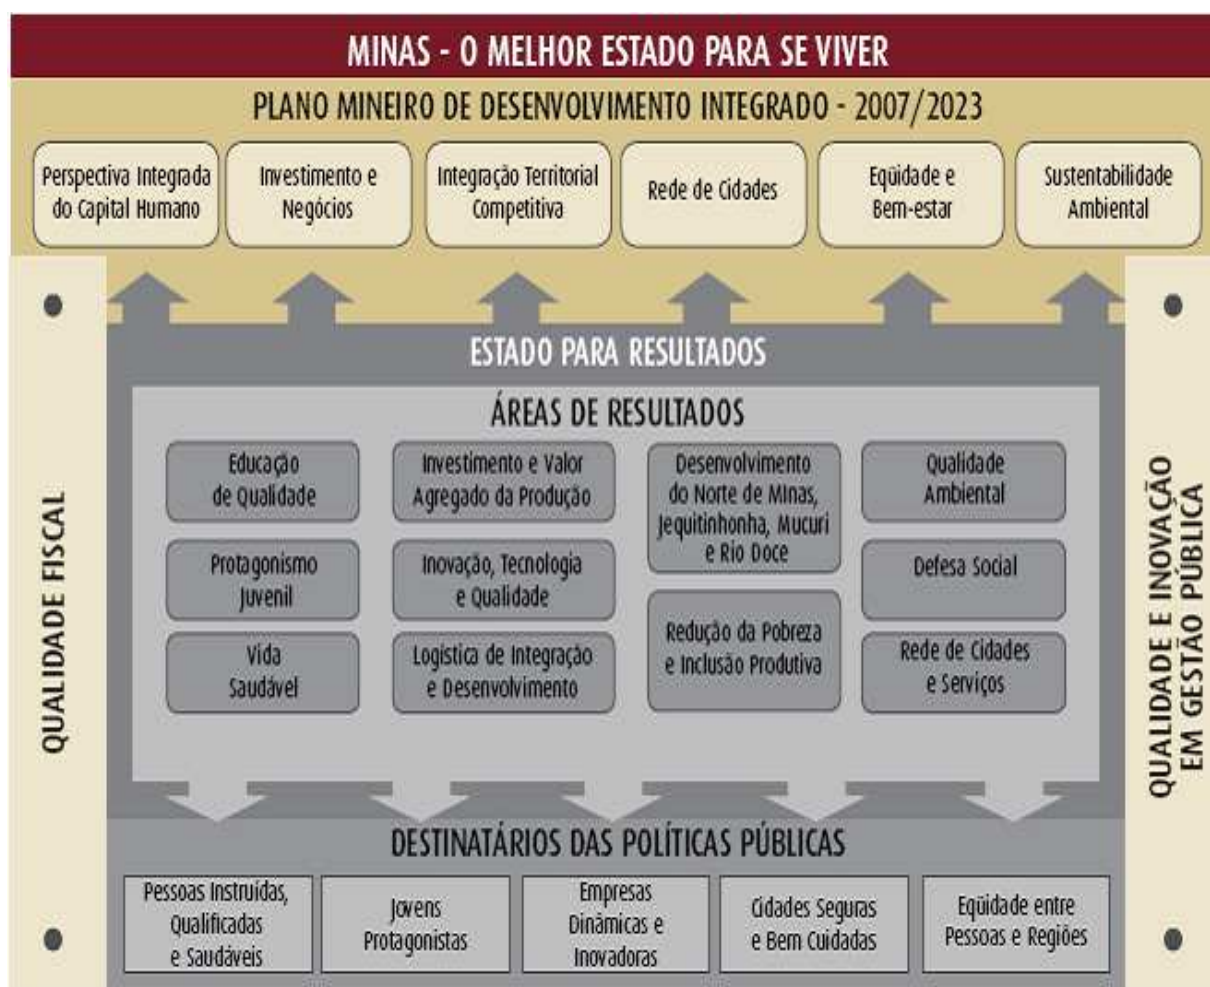 MINAS - O MELHOR ESTADO PARA SE VIVER
PLANO MINEIRO DE DESENVOLVIMENTO INTEGRADO - 2007/2023
Perspectiva Integrada
do Capital Humano
Investimento e
Negócios
Integração Territorial
Competitiva
Rede de Cidades
Eqüidade e
Bem-estar
Sustentabilidade
Ambiental
QUALIDADE FISCAL
ESTADO PARA RESULTADOS
ÁREAS DE RESULTADOS
Educação
de Qualidade
Protagonismo
Juvenil
Vida
Saudável
Investimento e Valor
Agregado da Produção
Inovação, Tecnologia
e Qualidade
Logística de Integração
e Desenvolvimento
Desenvolvimento
do Norte de Minas,
Jequitinhonha, Mucuri
e Rio Doce
Redução da Pobreza
e Inclusão Produtiva
Qualidade
Ambiental
Defesa Social
Rede de Cidades
e Serviços
QUALIDADE E INOVAÇÃO
EM GESTÃO PÚBLICA
DESTINATÁRIOS DAS POLÍTICAS PÚBLICAS
Pessoas Instruídas,
Qualificadas
e Saudáveis
Jovens
Protagonistas
Empresas
Dinâmicas e
Inovadoras
Cidades Seguras
e Bem Cuidadas
Eqüidade entre
Pessoas e Regiões